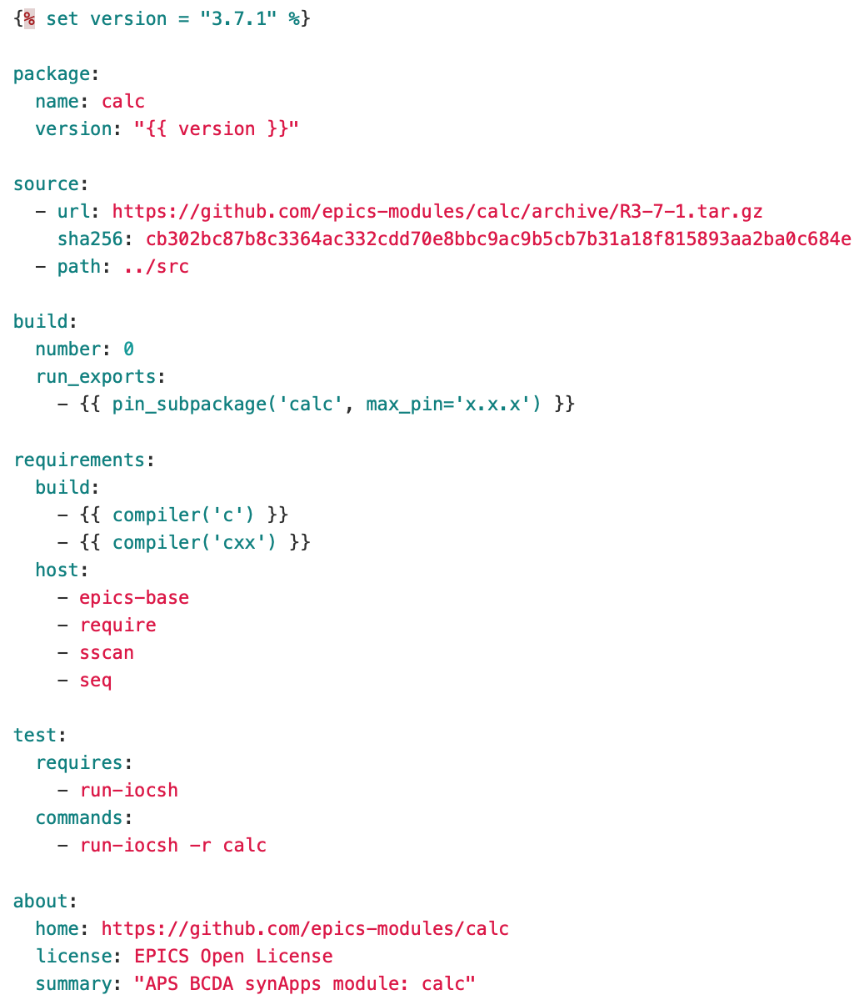 {% set version = "3.7.1" %}

package:
  name: calc
  version: "{{ version }}"

source:
  - url: https://github.com/epics-modules/calc/archive/R3-7-1.tar.gz
    sha256: cb302bc87b8c3364ac332cdd70e8bbc9ac9b5cb7b31a18f815893aa2ba0c684e
  - path: ../src

build:
  number: 0
  run_exports:
    - {{ pin_subpackage('calc', max_pin='x.x.x') }}

requirements:
  build:
    - {{ compiler('c') }}
    - {{ compiler('cxx') }}
  host:
    - epics-base
    - require
    - sscan
    - seq

test:
  requires:
    - run-iocsh
  commands:
    - run-iocsh -r calc

about:
  home: https://github.com/epics-modules/calc
  license: EPICS Open License
  summary: "APS BCDA synApps module: calc"